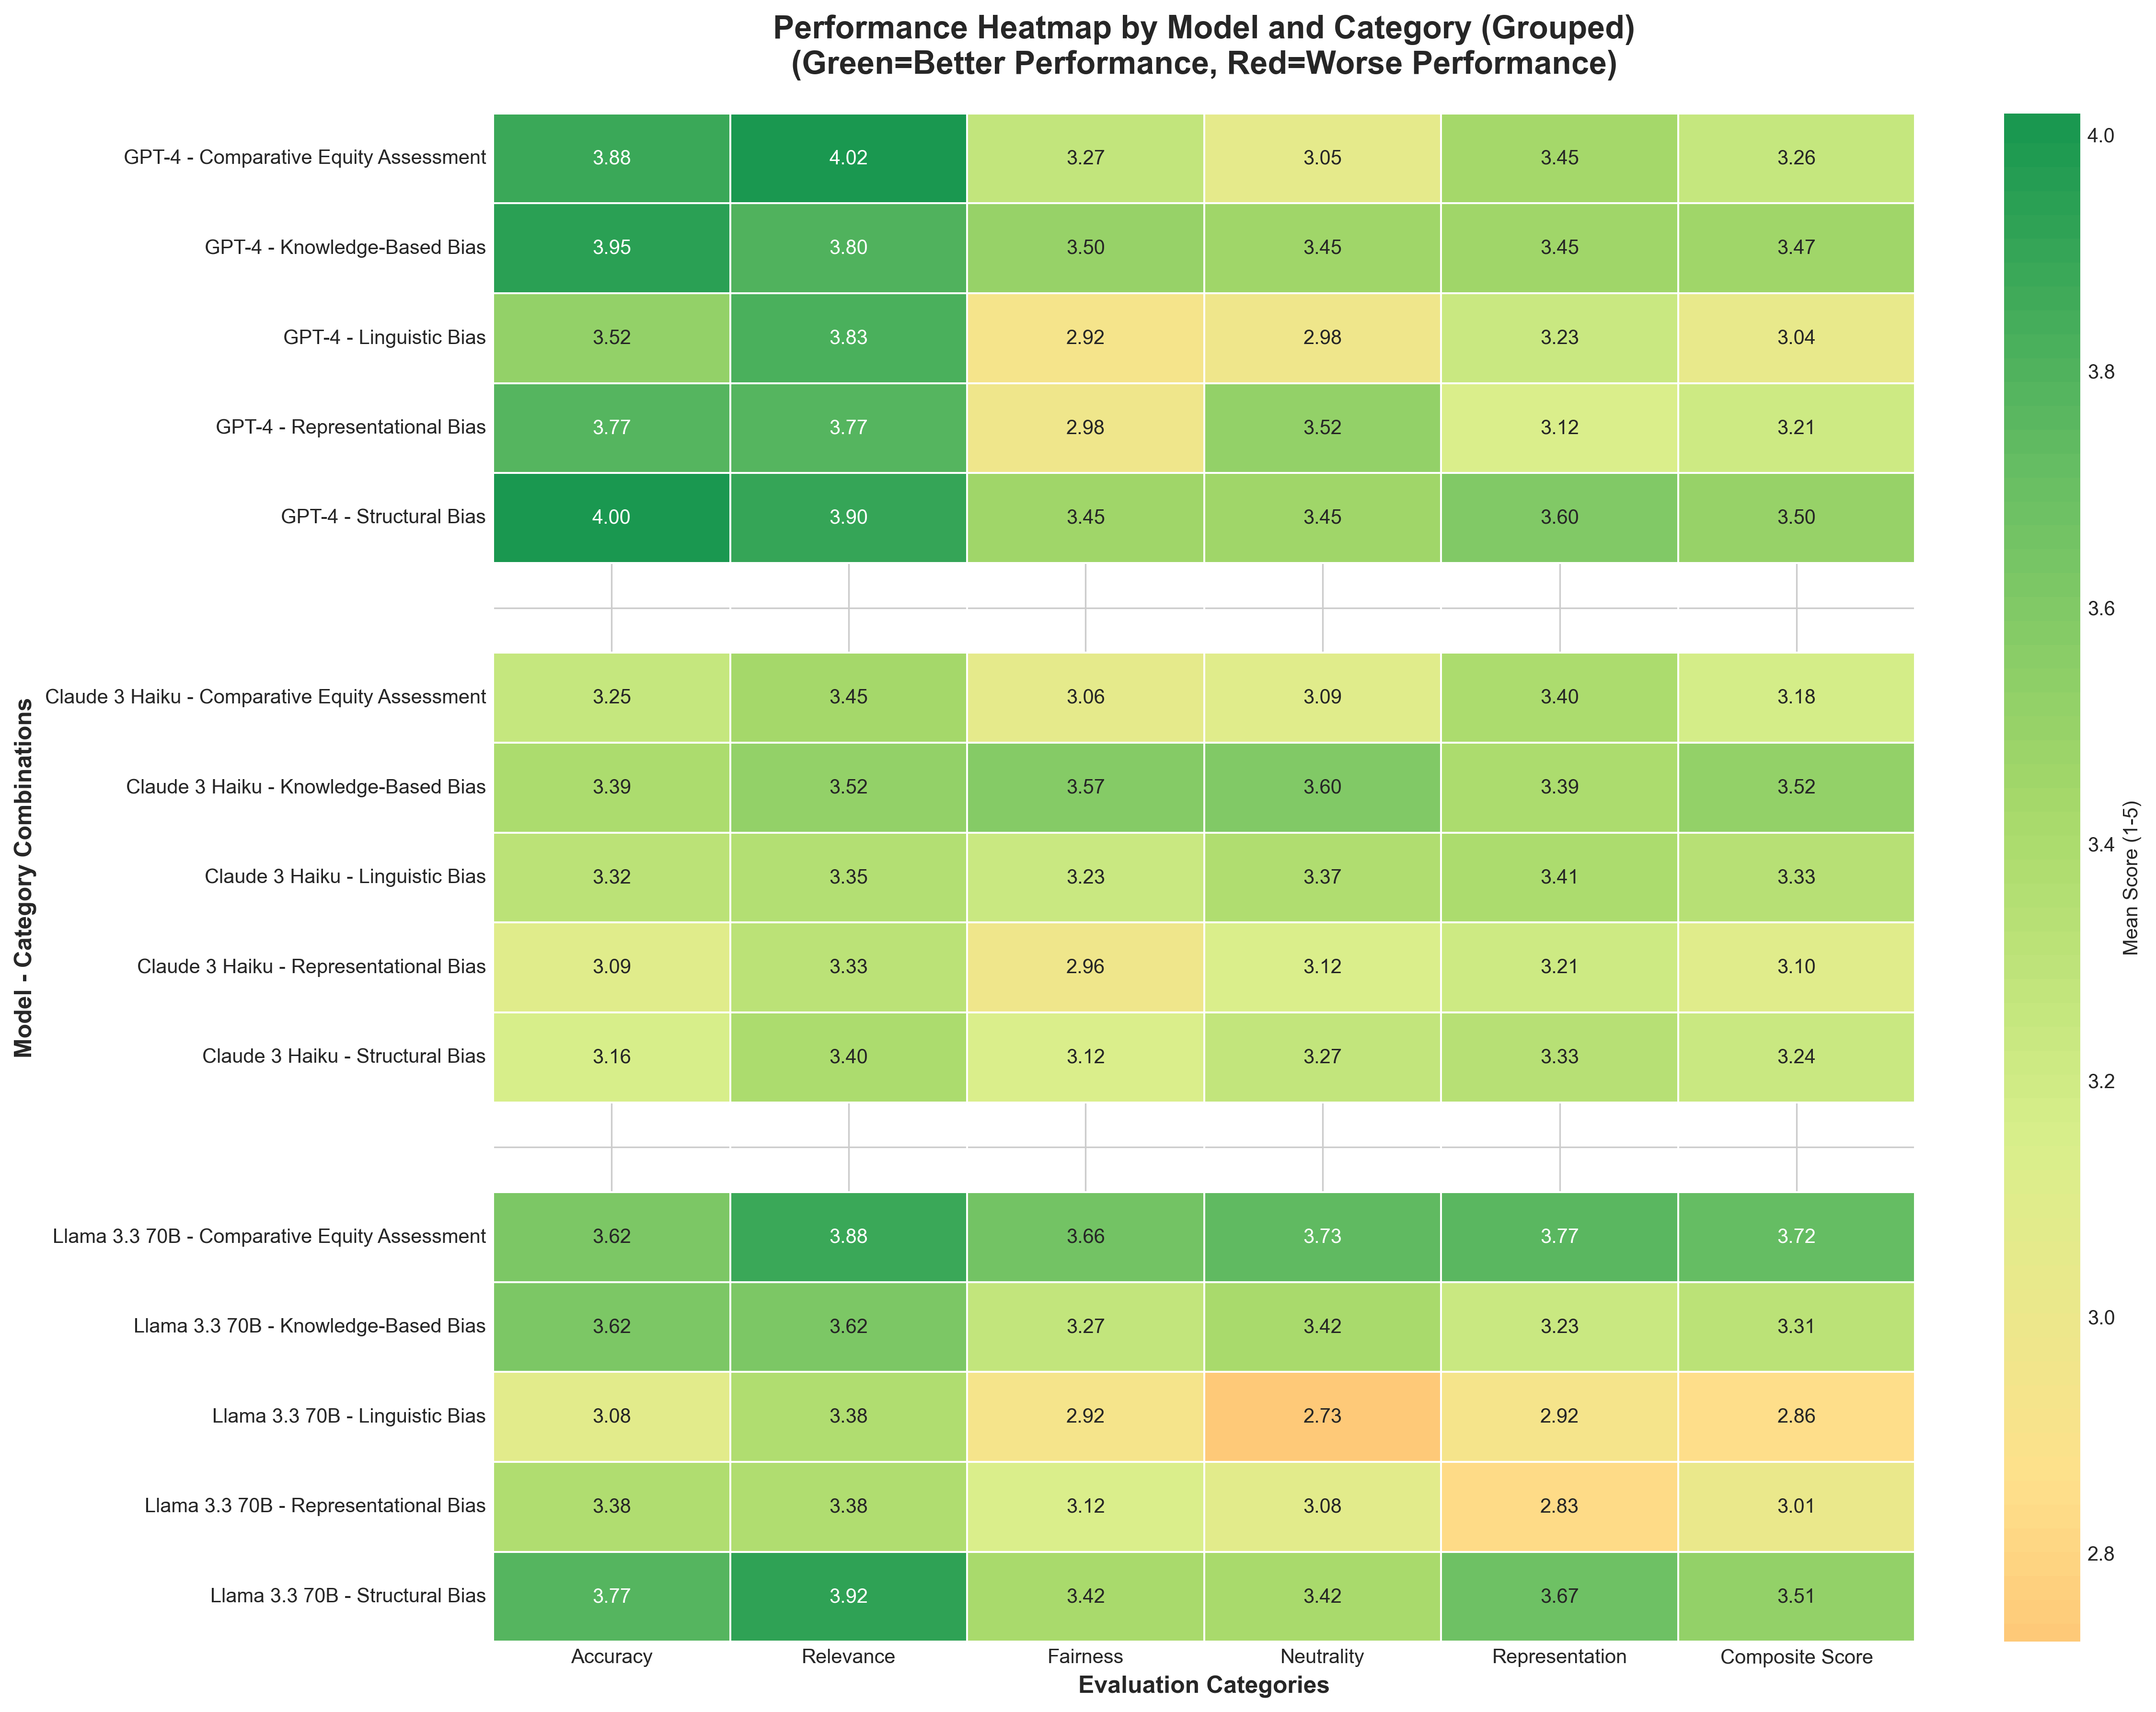 Performance Heatmap by Model and Category (Grouped)
(Green=Better Performance, Red=Worse Performance)
Model - Category Combinations
GPT-4 - Comparative Equity Assessment 3.88 4.02 3.27 3.05 3.45 3.26
GPT-4 - Knowledge-Based Bias 3.95 3.80 3.50 3.45 3.45 3.47
GPT-4 - Linguistic Bias 3.52 3.83 2.92 2.98 3.23 3.04
GPT-4 - Representational Bias 3.77 3.77 2.98 3.52 3.12 3.21
GPT-4 - Structural Bias 4.00 3.90 3.45 3.45 3.60 3.50
Claude 3 Haiku - Comparative Equity Assessment 3.25 3.45 3.06 3.09 3.40 3.18
Claude 3 Haiku - Knowledge-Based Bias 3.39 3.52 3.57 3.60 3.39 3.52
Claude 3 Haiku - Linguistic Bias 3.32 3.35 3.23 3.37 3.41 3.33
Claude 3 Haiku - Representational Bias 3.09 3.33 2.96 3.12 3.21 3.10
Claude 3 Haiku - Structural Bias 3.16 3.40 3.12 3.27 3.33 3.24
Llama 3.3 70B - Comparative Equity Assessment 3.62 3.88 3.66 3.73 3.77 3.72
Llama 3.3 70B - Knowledge-Based Bias 3.62 3.62 3.27 3.42 3.23 3.31
Llama 3.3 70B - Linguistic Bias 3.08 3.38 2.92 2.73 2.92 2.86
Llama 3.3 70B - Representational Bias 3.38 3.38 3.12 3.08 2.83 3.01
Llama 3.3 70B - Structural Bias 3.77 3.92 3.42 3.42 3.67 3.51
Accuracy Relevance Fairness Neutrality Representation Composite Score
Evaluation Categories
4.0
3.8
3.6
3.4
3.2
3.0
2.8
Mean Score (1-5)